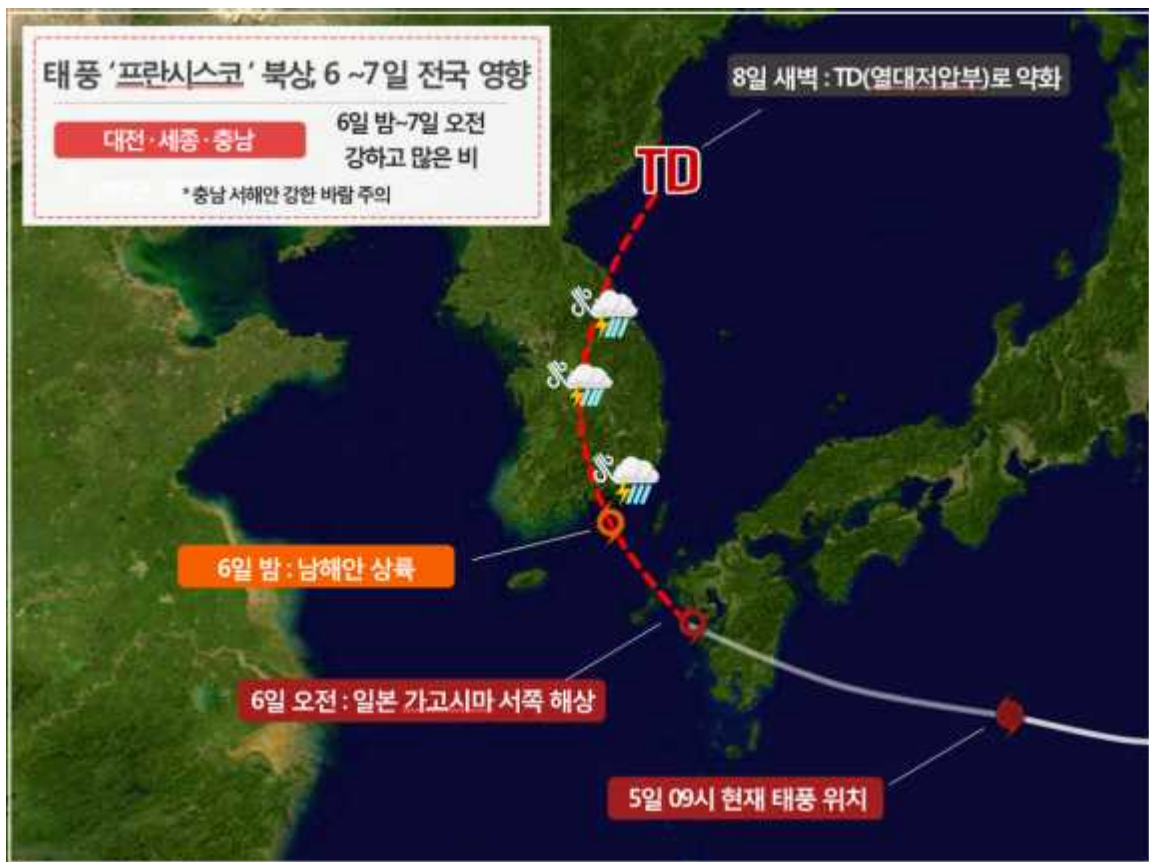 태풍 ‘프란시스코’ 북상, 6 ~7일 전국 영향
대전·세종·충남
6일 밤~7일 오전
강하고 많은 비
*충남 서해안 강한 바람 주의
8일 새벽 : TD(열대저압부)로 약화
TD
6일 밤 : 남해안 상륙
6일 오전 : 일본 가고시마 서쪽 해상
5일 09시 현재 태풍 위치